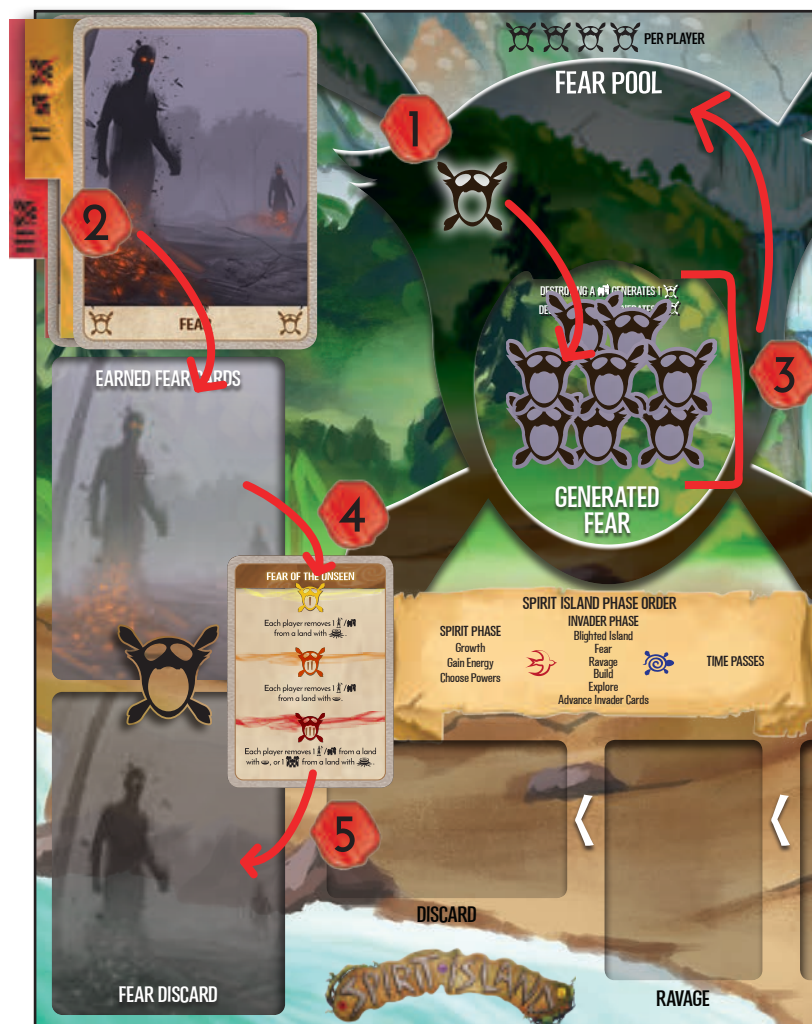 PER PLAYER
FEAR POOL
1
2
FEAR
EARNED FEAR CARDS
DESTROYING A GENERATES 1
3
GENERATED
FEAR
4
FEAR OF THE UNSEEN
I
Each player removes 1 /
from a land with .
II
Each player removes 1 /
from a land with .
III
Each player removes 1 / from a land
with , or 1 from a land with .
SPIRIT ISLAND PHASE ORDER
SPIRIT PHASE
Growth
Gain Energy
Choose Powers
INVADER PHASE
Blighted Island
Fear
Ravage
Build
Explore
Advance Invader Cards
TIME PASSES
5
DISCARD
FEAR DISCARD
SPIRIT ISLAND
RAVAGE